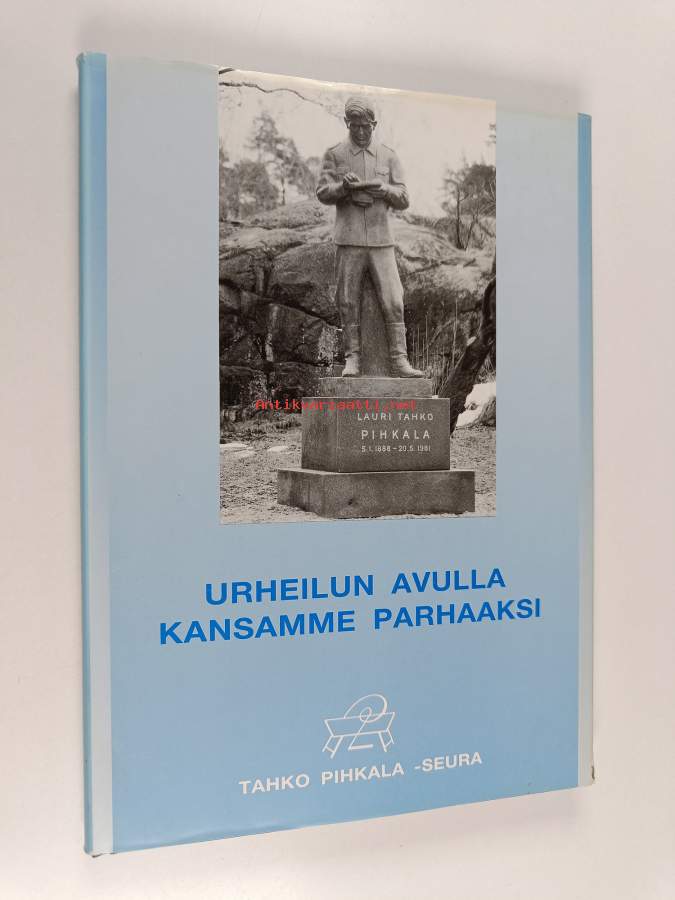 Antikvariaatti.net
LAURI TAHKO
PIHKALA
5.1.1888 – 20.5.1981
URHEILUN AVULLA
KANSAMME PARHAAKSI
TAHKO PIHKALA -SEURA